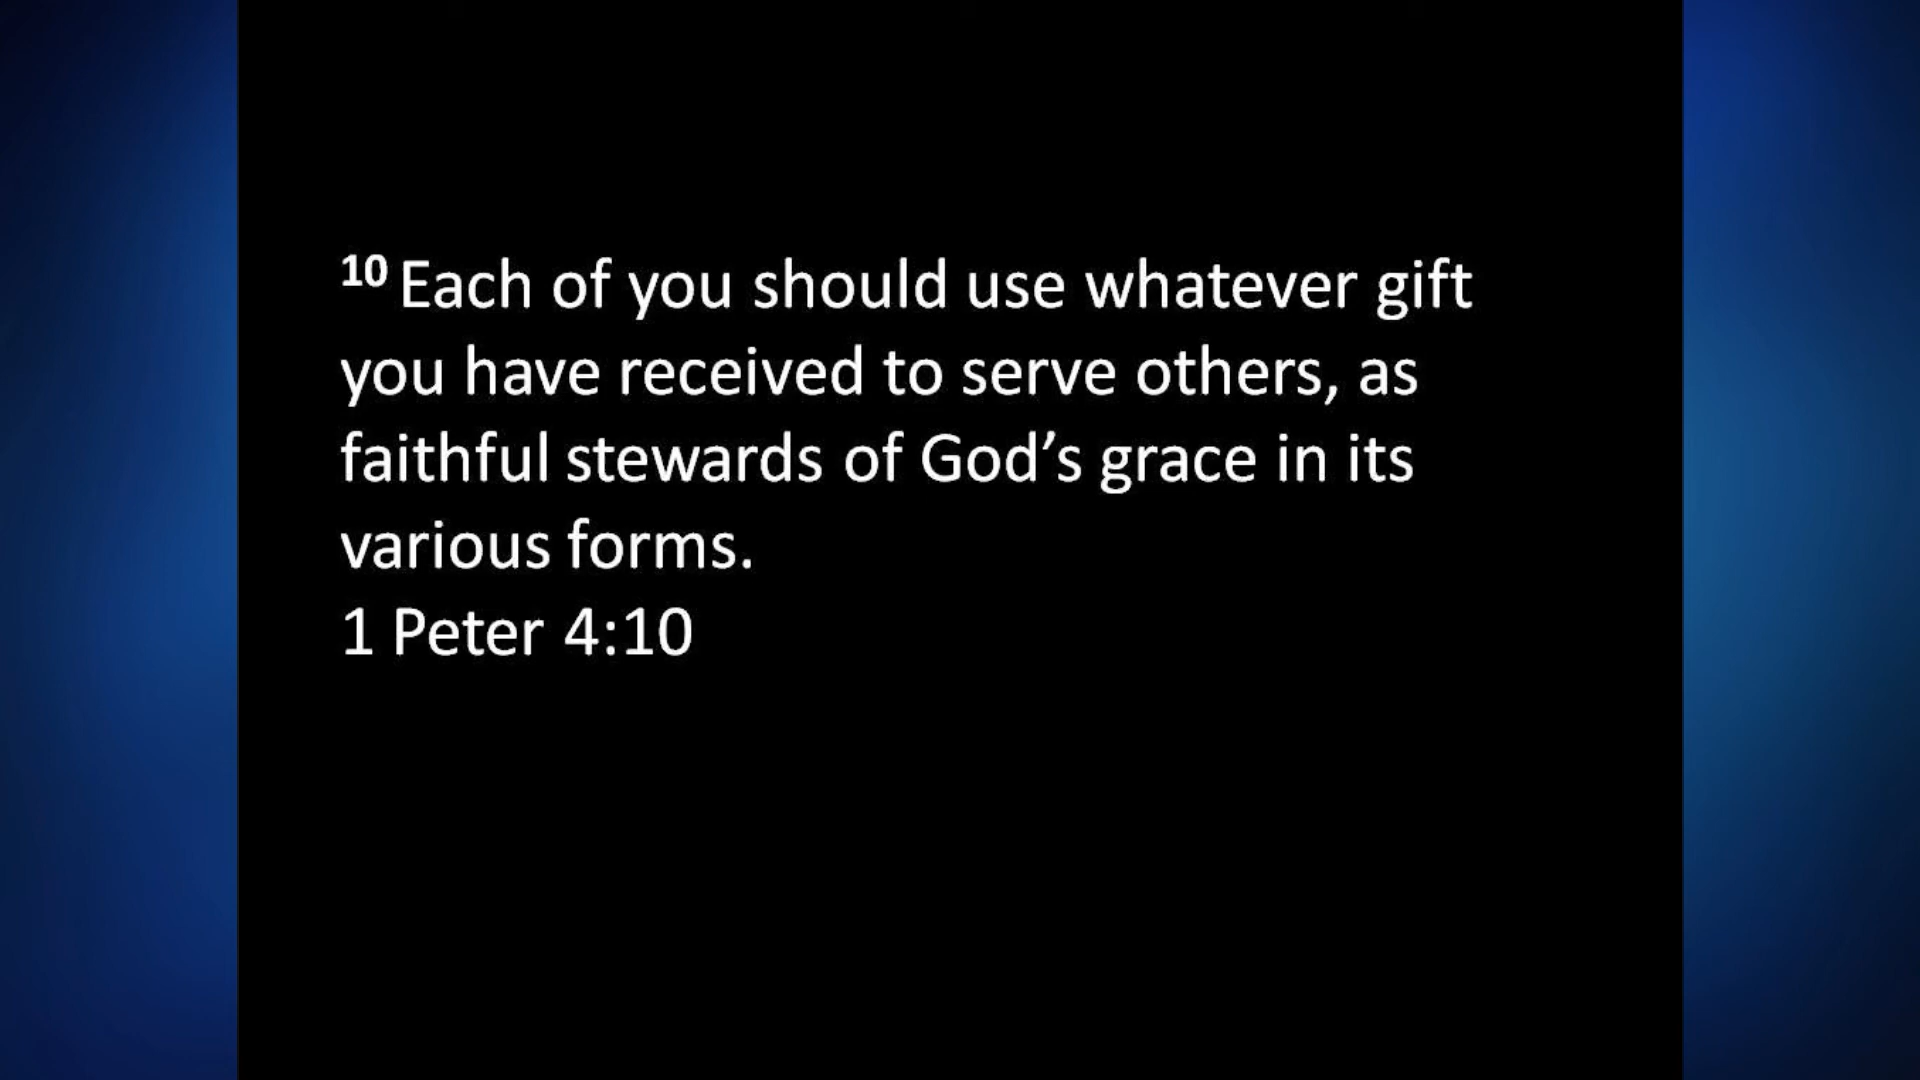 10 Each of you should use whatever gift
you have received to serve others, as
faithful stewards of God’s grace in its
various forms.
1 Peter 4:10